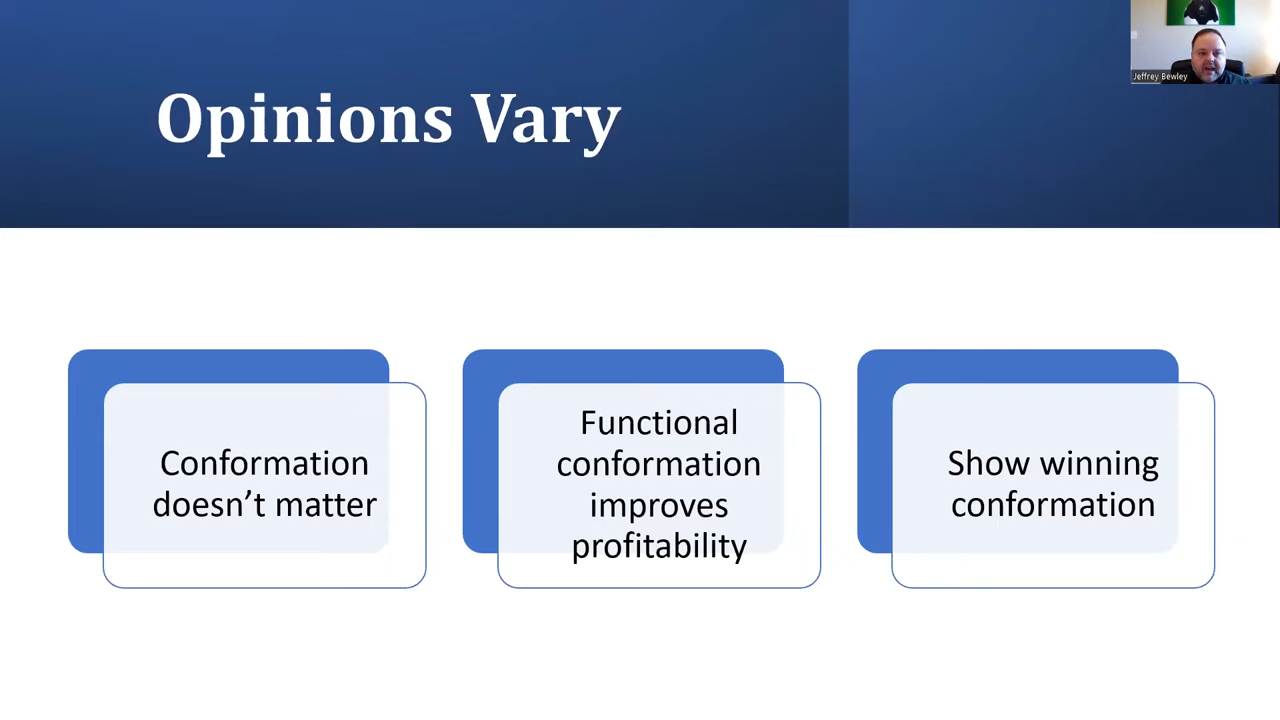 Opinions Vary
Jeffrey Bewley
Conformation
doesn’t matter
Functional
conformation
improves
profitability
Show winning
conformation